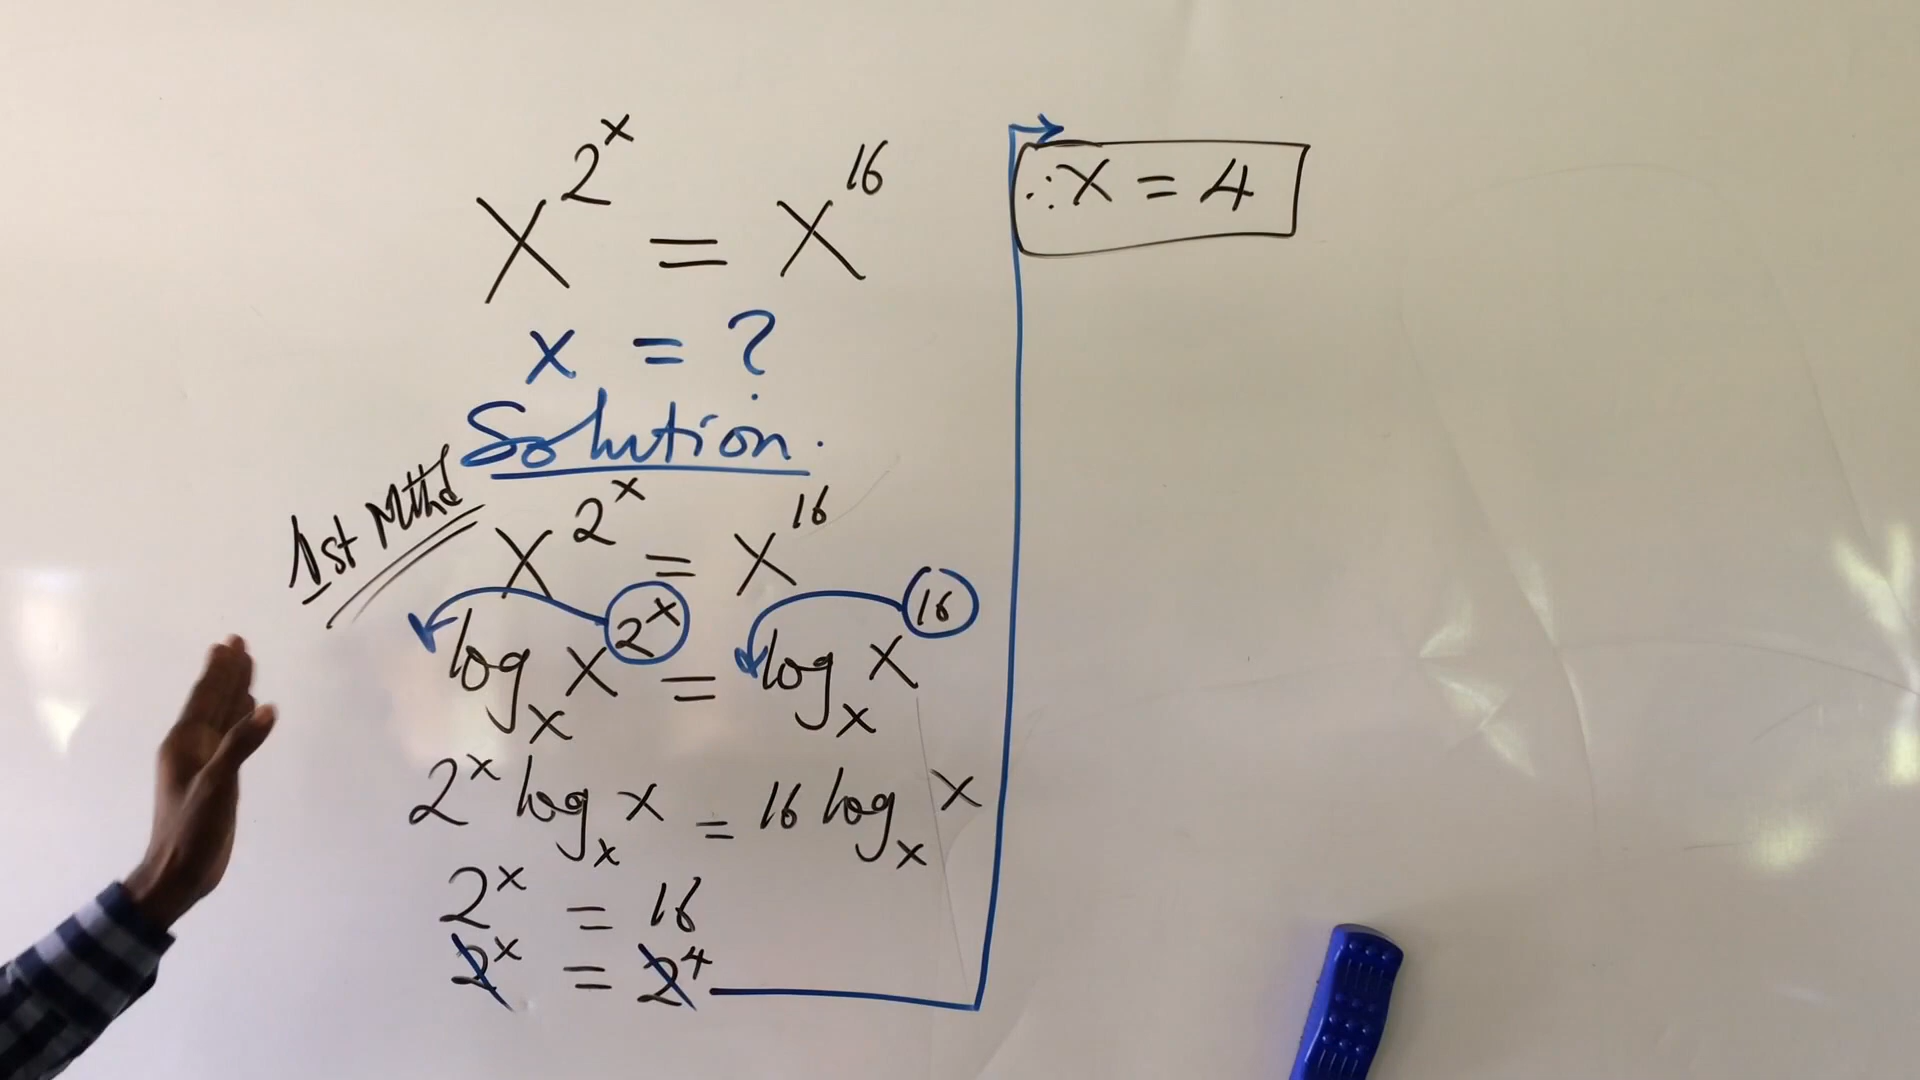 x^{2^x} = x^{16}
x = ?
Solution.
1st Mthd
x^{2^x} = x^{16}
log_x x^{2^x} = log_x x^{16}
2^x log_x x = 16 log_x x
2^x = 16
2^x = 2^4
∴ x = 4